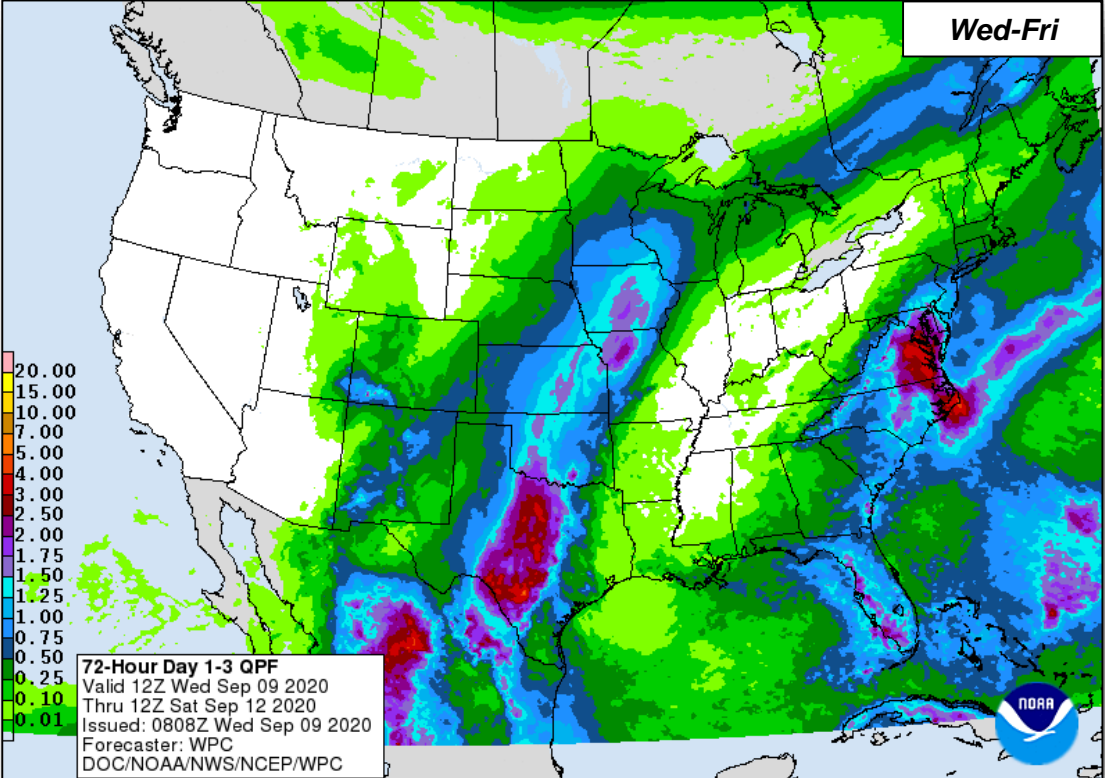 Wed-Fri
20.00
15.00
10.00
7.00
5.00
4.00
3.00
2.50
2.00
1.75
1.50
1.25
1.00
0.75
0.50
0.25
0.10
0.01
72-Hour Day 1-3 QPF
Valid 12Z Wed Sep 09 2020
Thru 12Z Sat Sep 12 2020
Issued: 0808Z Wed Sep 09 2020
Forecaster: WPC
DOC/NOAA/NWS/NCEP/WPC
NOAA